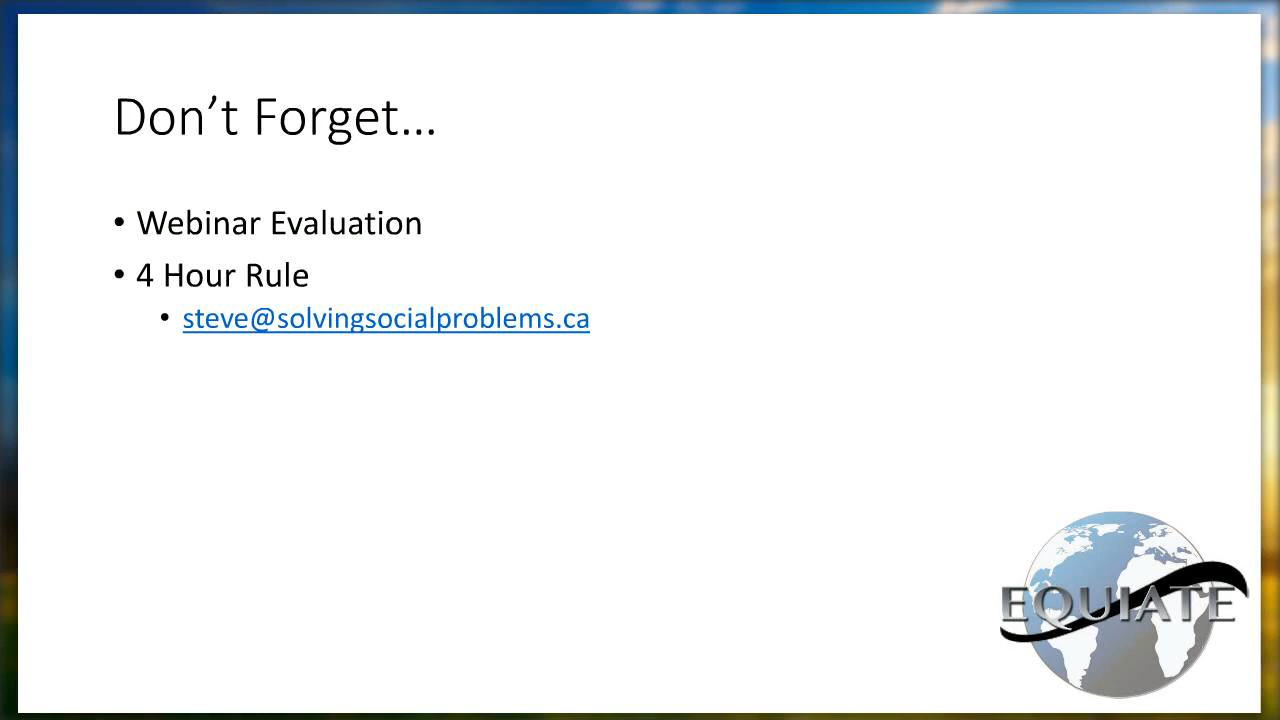 Don’t Forget…
• Webinar Evaluation
• 4 Hour Rule
• steve@solvingsocialproblems.ca
EQUIATE